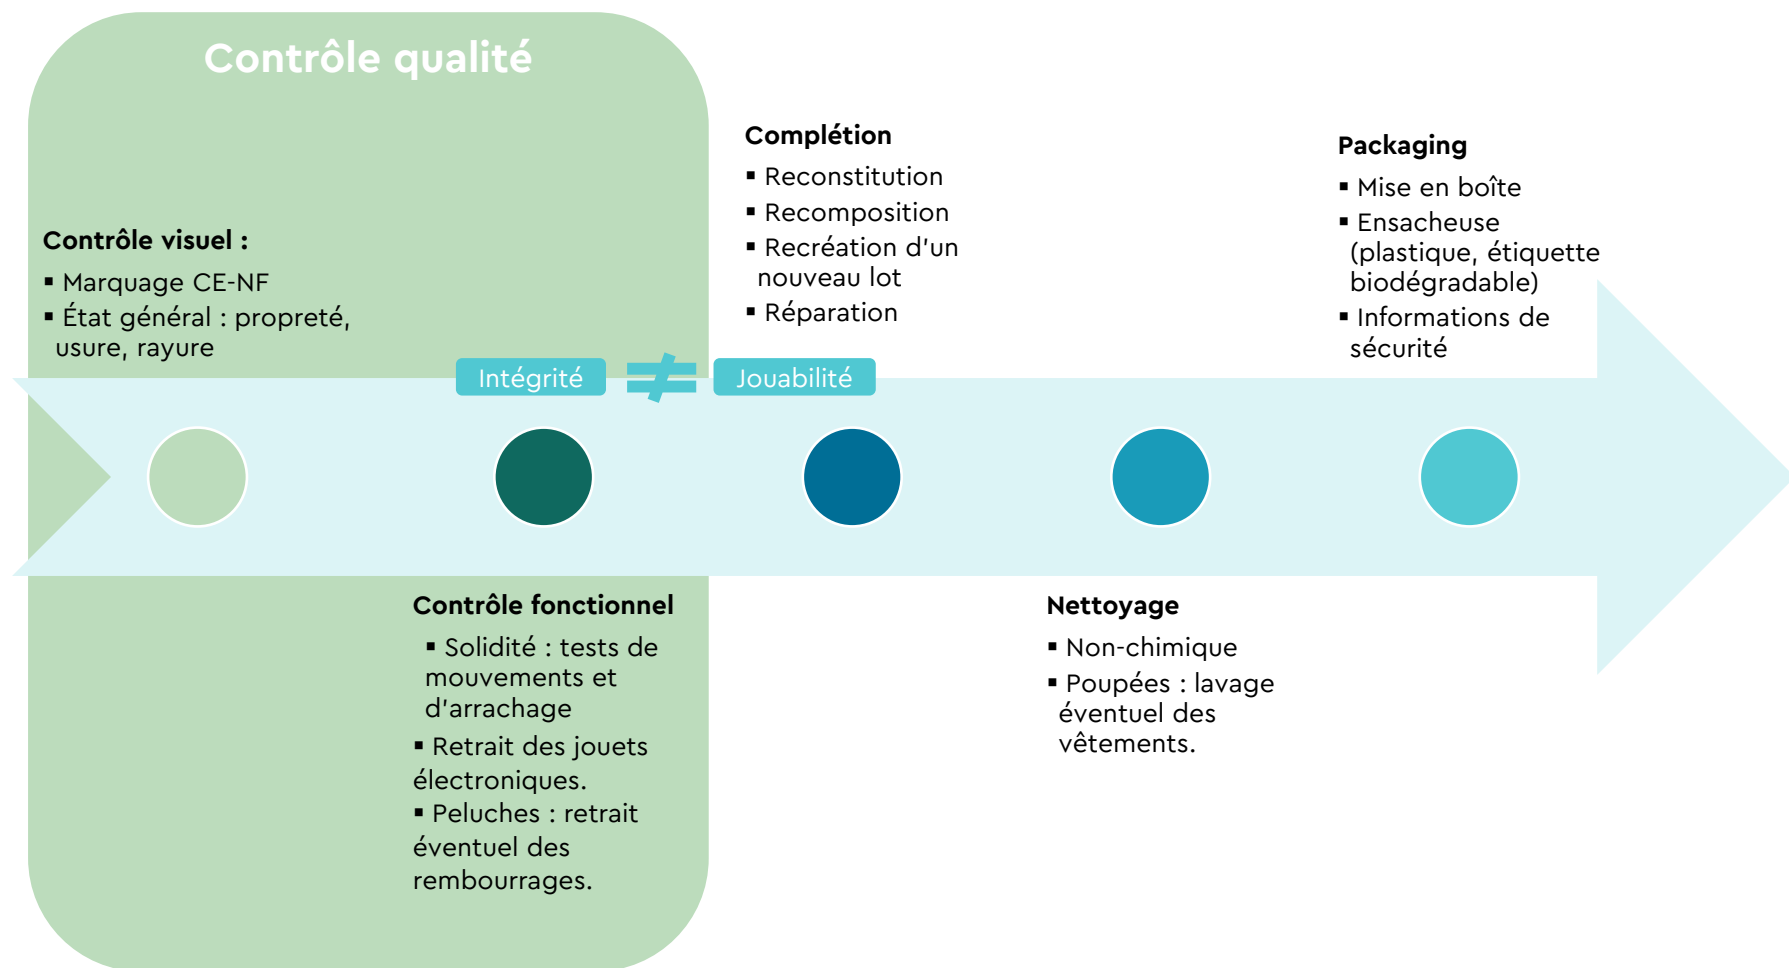 Contrôle qualité
Contrôle visuel :
▪ Marquage CE-NF
▪ État général : propreté,
usure, rayure
Intégrité
≠
Jouabilité
Contrôle fonctionnel
▪ Solidité : tests de
mouvements et
d’arrachage
▪ Retrait des jouets
électroniques.
▪ Peluches : retrait
éventuel des
rembourrages.
Complétion
▪ Reconstitution
▪ Recomposition
▪ Recréation d’un
nouveau lot
▪ Réparation
Nettoyage
▪ Non-chimique
▪ Poupées : lavage
éventuel des
vêtements.
Packaging
▪ Mise en boîte
▪ Ensacheuse
(plastique, étiquette
biodégradable)
▪ Informations de
sécurité